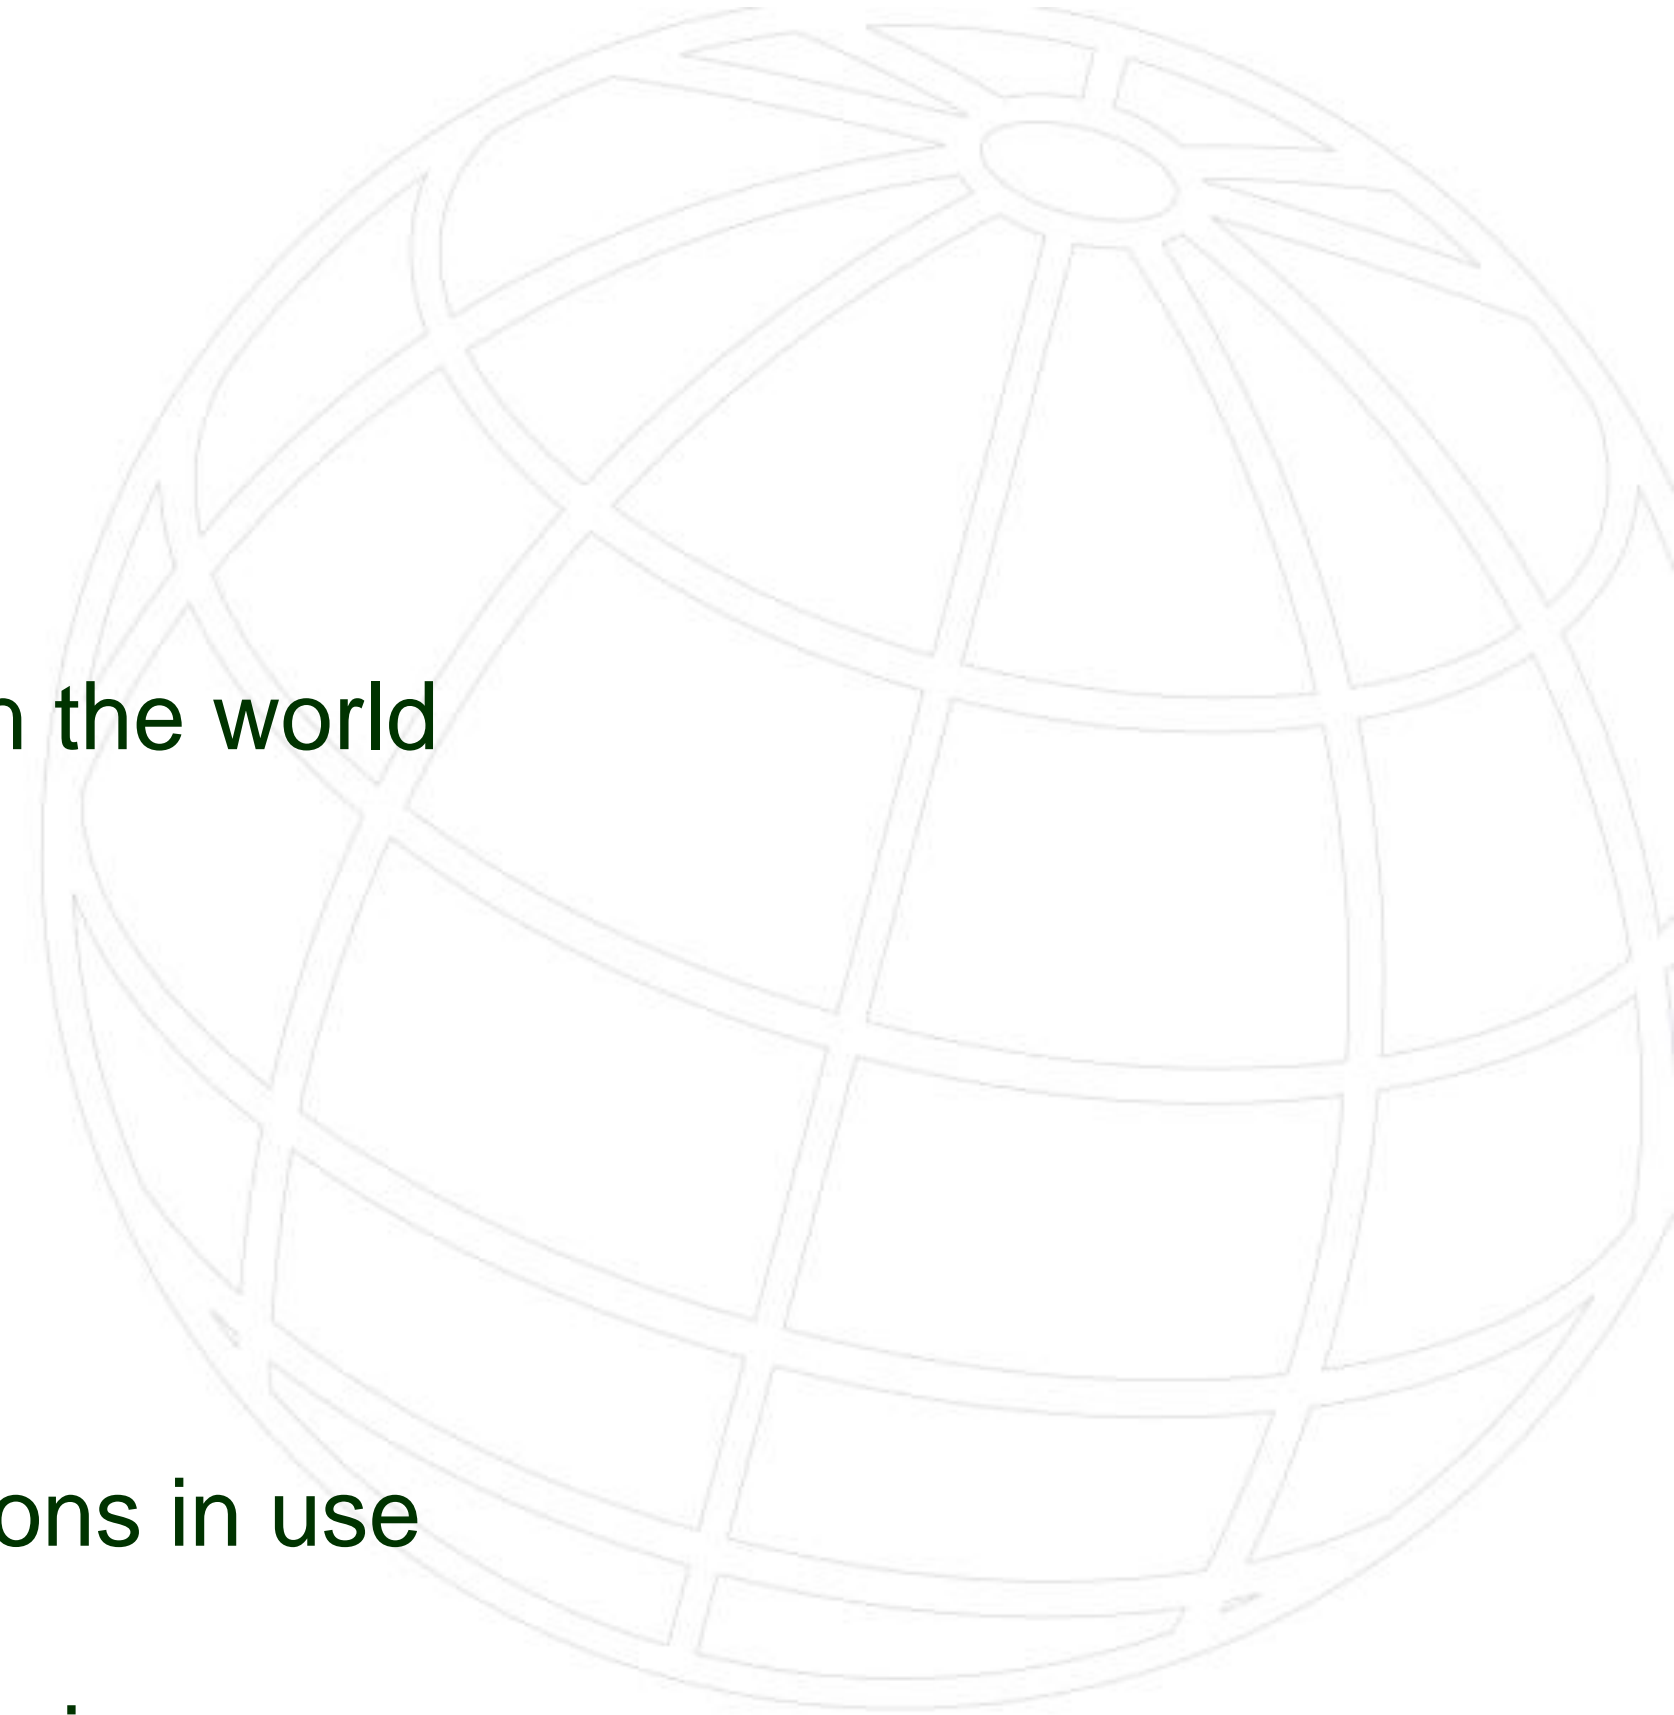 n the world
ons in use
.